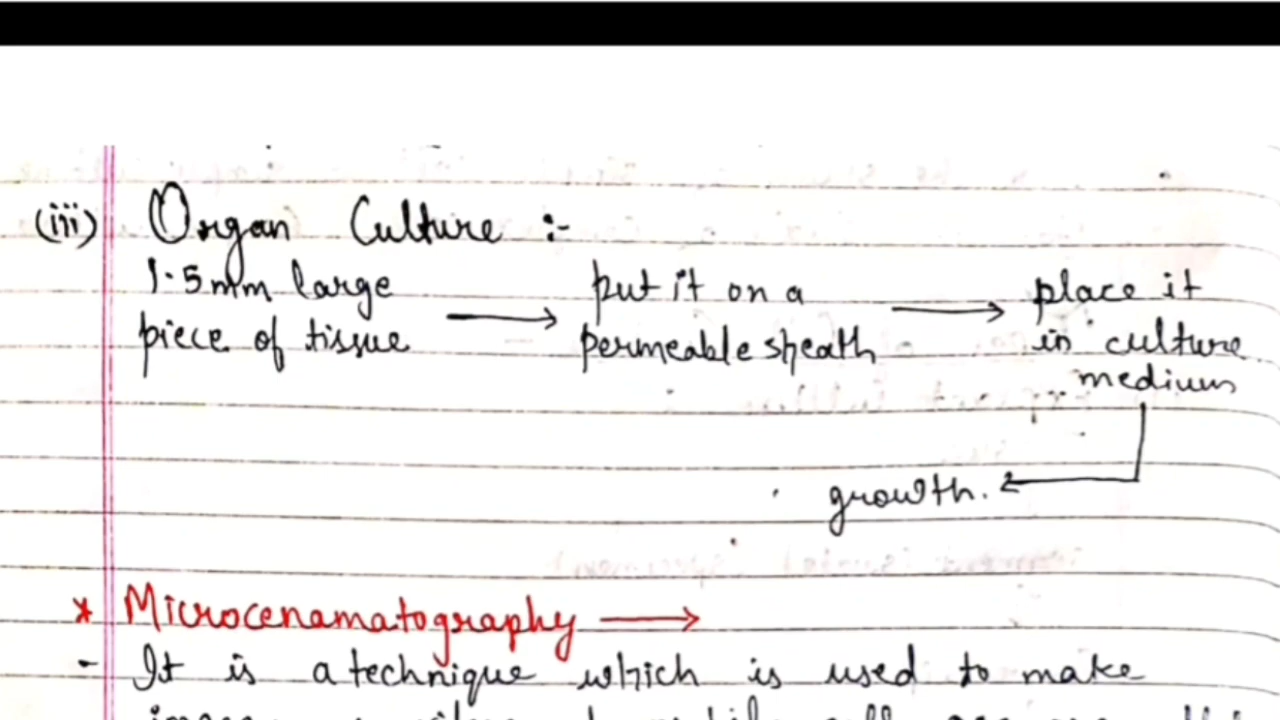 (iii) Organ Culture :-
1.5mm large put it on a place it
piece of tissue → permeable sheath → in culture
medium
growth.
* Microcenamatography →
- It is a technique which is used to make